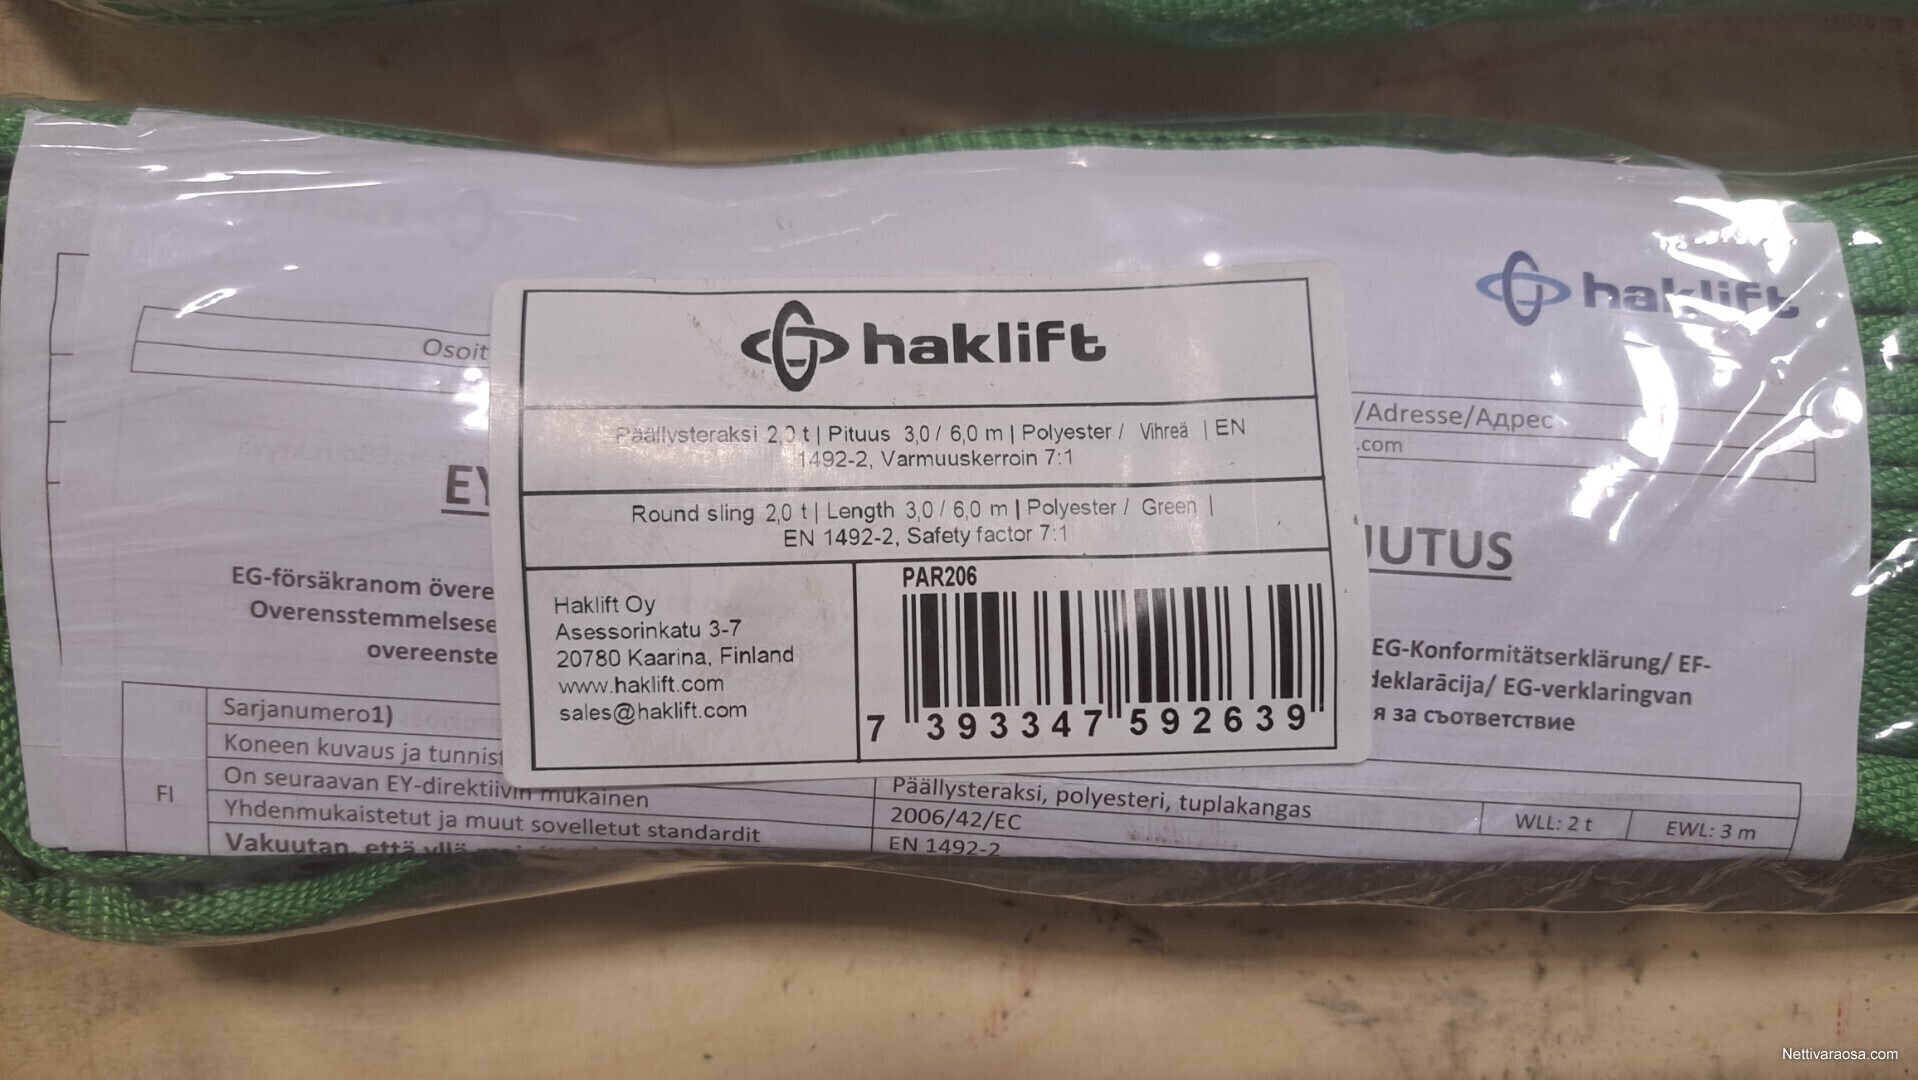 haklift
haklift
Päällysteraksi 2,0 t | Pituus 3,0 / 6,0 m | Polyester / Vihreä | EN
1492-2, Varmuuskerroin 7:1
Round sling 2,0 t | Length 3,0 / 6,0 m | Polyester / Green |
EN 1492-2, Safety factor 7:1
Haklift Oy
Asessorinkatu 3-7
20780 Kaarina, Finland
www.haklift.com
sales@haklift.com
PAR206
7 393347 592639
Osoit
/Adresse/Адрес
.com
EY
UTUS
EG-försäkranom övere
Overensstemmelsese
overeenste
EG-Konformitätserklärung/ EF-
deklarācija/ EG-verklaringvan
я за съответствие
FI
Sarjanumero1)
Koneen kuvaus ja tunnis
Päällysteraksi, polyesteri, tuplakangas
WLL: 2 t
EWL: 3 m
On seuraavan EY-direktiivin mukainen
2006/42/EC
Yhdenmukaistetut ja muut sovelletut standardit
EN 1492-2
Vakuutan, että yllä
Nettivaraosa.com